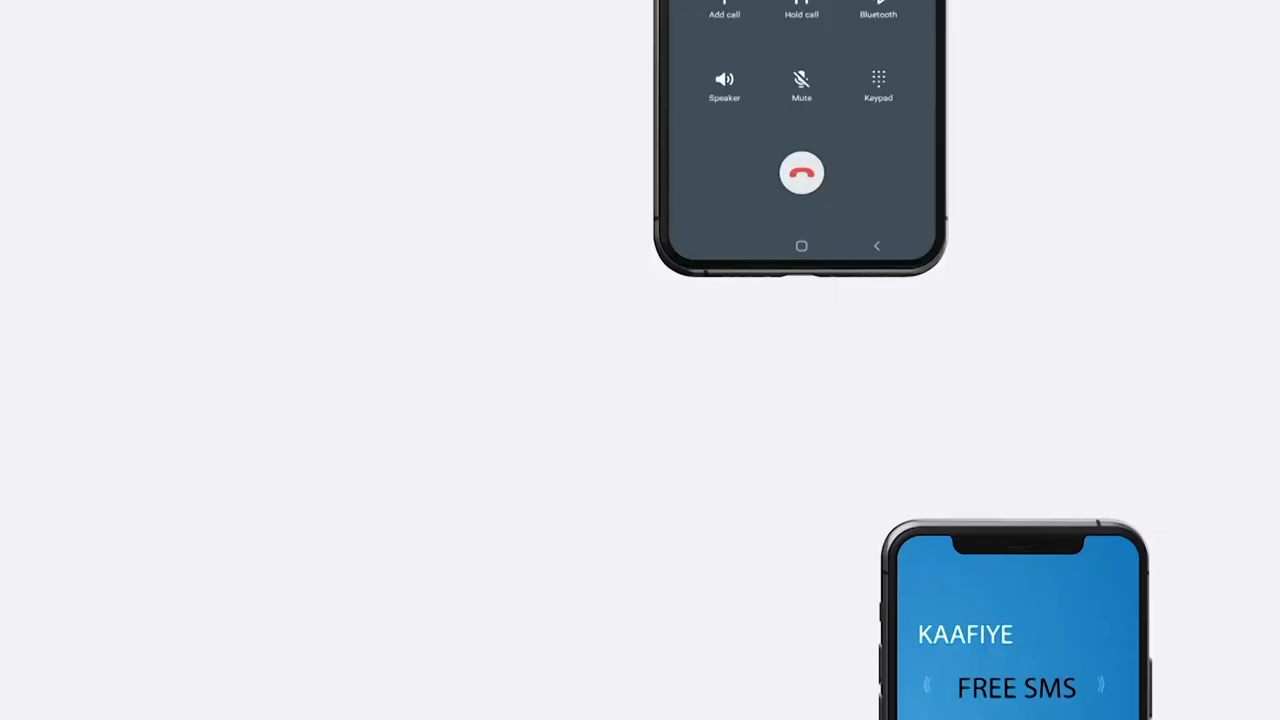 Add call Hold call Bluetooth
Speaker Mute Keypad
KAAFIYE
FREE SMS